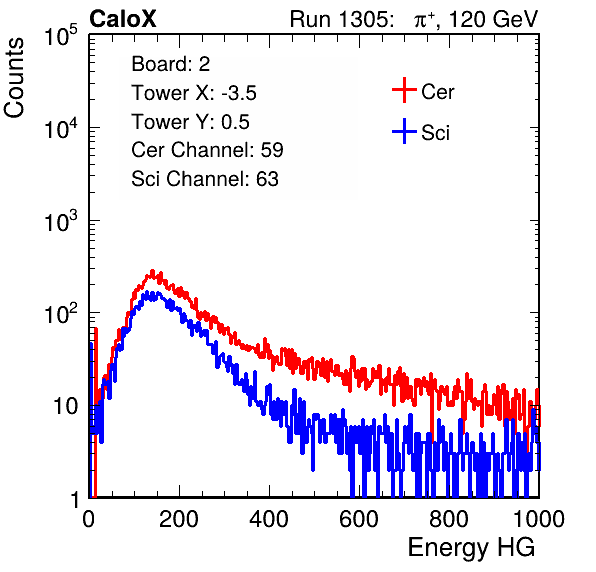 CaloX Run 1305: π⁺, 120 GeV
Counts
Board: 2
Tower X: -3.5
Tower Y: 0.5
Cer Channel: 59
Sci Channel: 63
Cer
Sci
10⁵
10⁴
10³
10²
10
1
0 200 400 600 800 1000
Energy HG